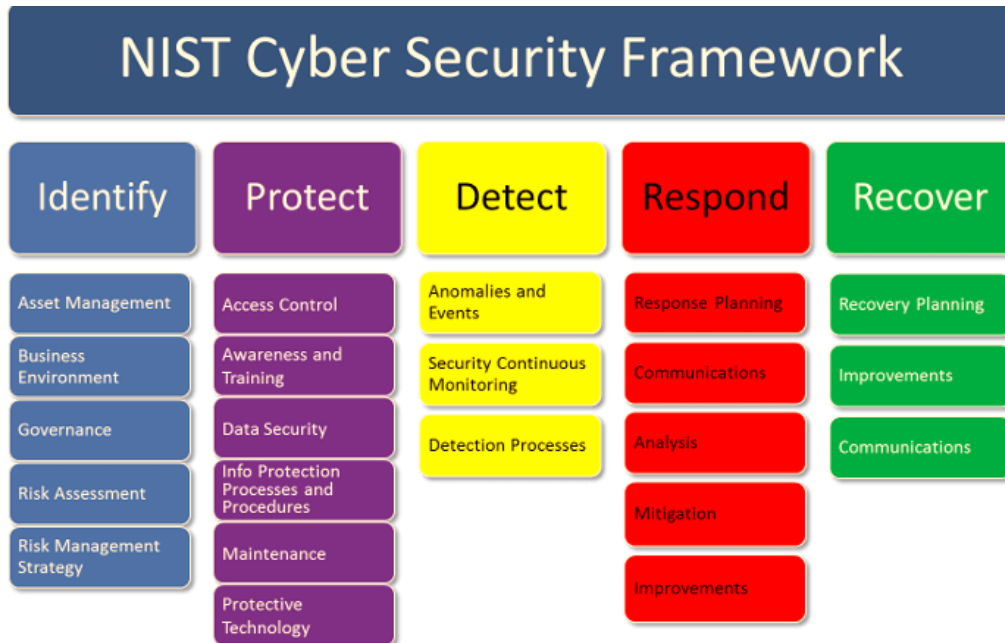 NIST Cyber Security Framework
Identify
Asset Management
Business
Environment
Governance
Risk Assessment
Risk Management
Strategy
Protect
Access Control
Awareness and
Training
Data Security
Info Protection
Processes and
Procedures
Maintenance
Protective
Technology
Detect
Anomalies and
Events
Security Continuous
Monitoring
Detection Processes
Respond
Response Planning
Communications
Analysis
Mitigation
Improvements
Recover
Recovery Planning
Improvements
Communications